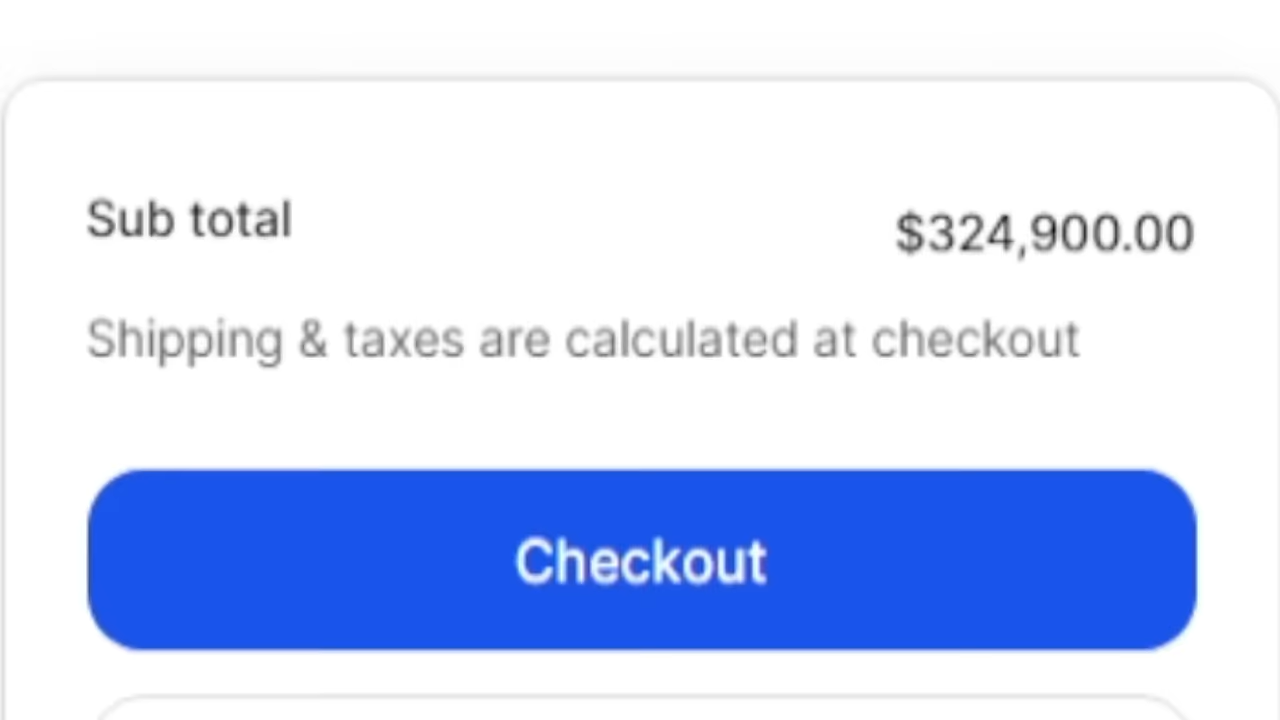 Sub total
$324,900.00
Shipping & taxes are calculated at checkout
Checkout